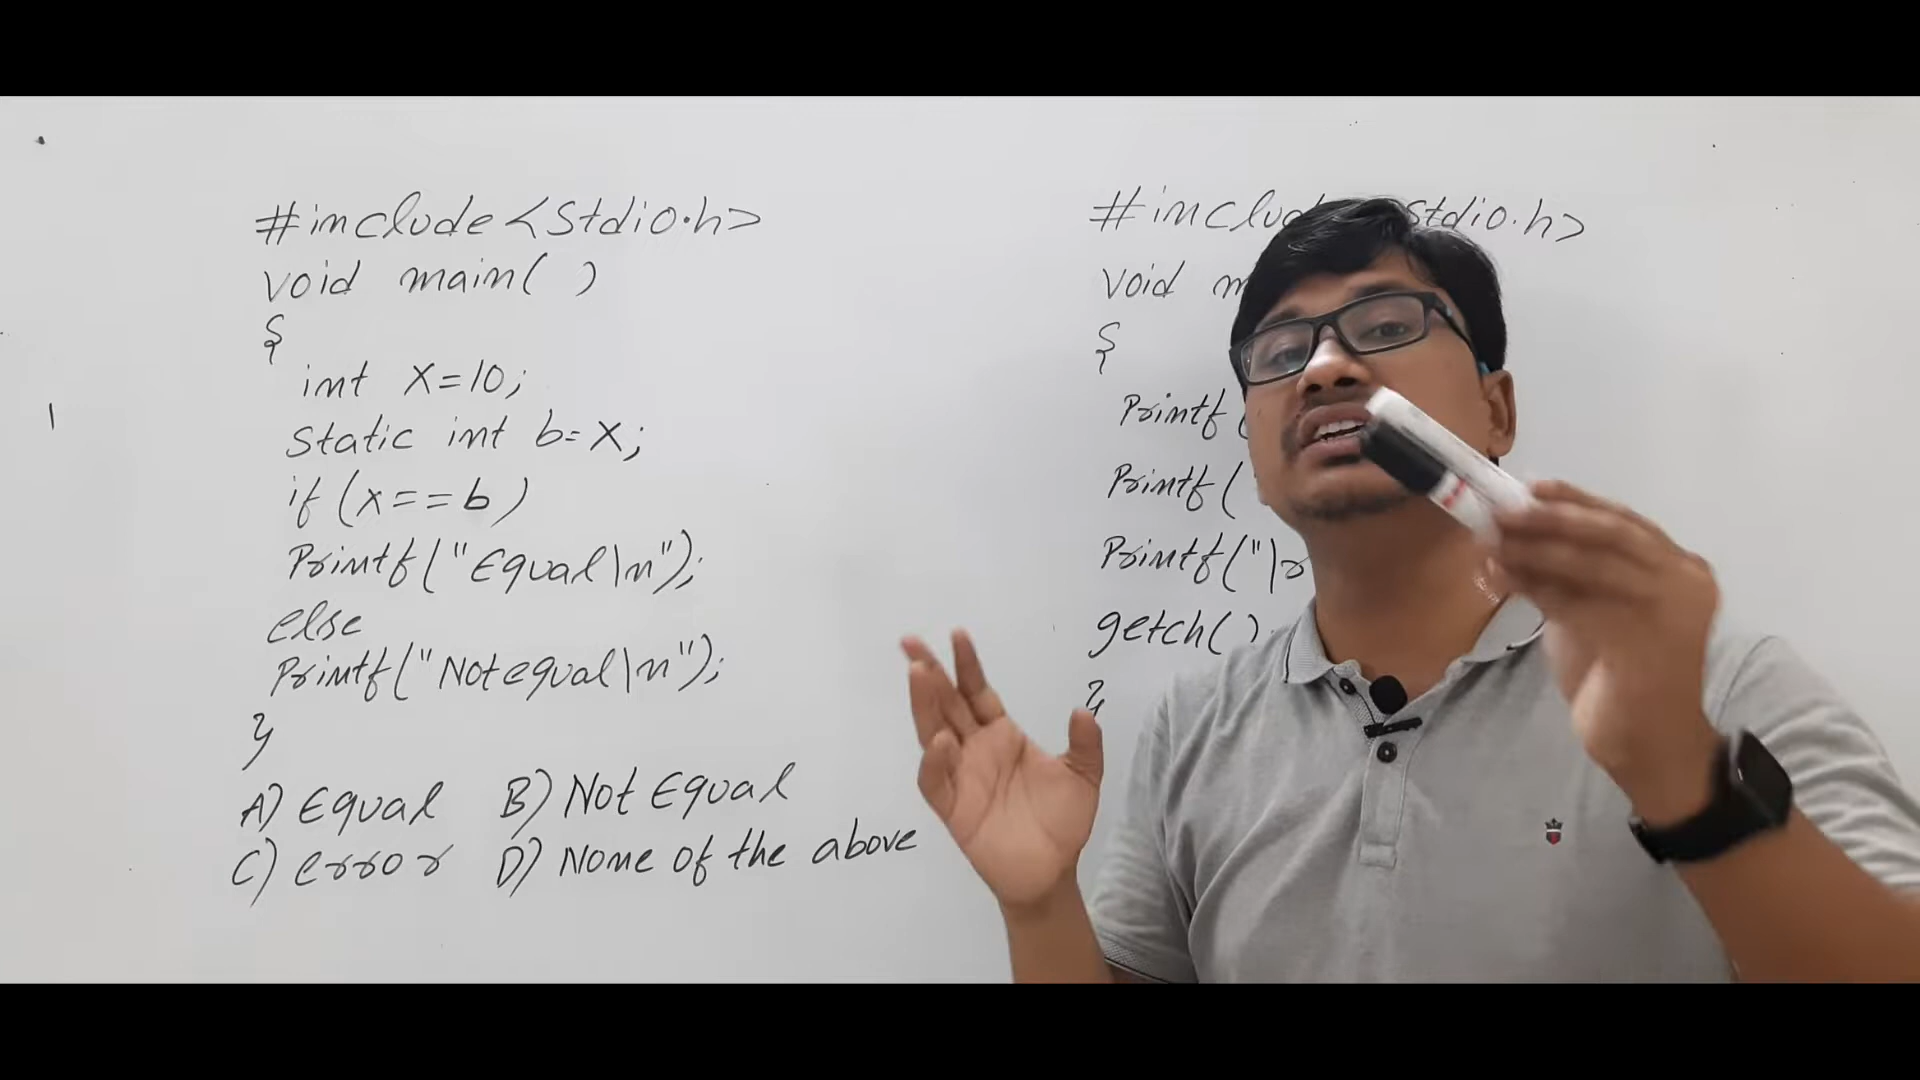 #include<Stdio.h>
void main( )
{
int X=10;
Static int b=X;
if (x==b)
Printf("Equal\n");
else
Printf("Notequal\n");
}
A) Equal B) Not Equal
C) error D) None of the above
#inclu stdio.h>
void m
{
Printf (
Printf (
Printf("\r
getch()
}